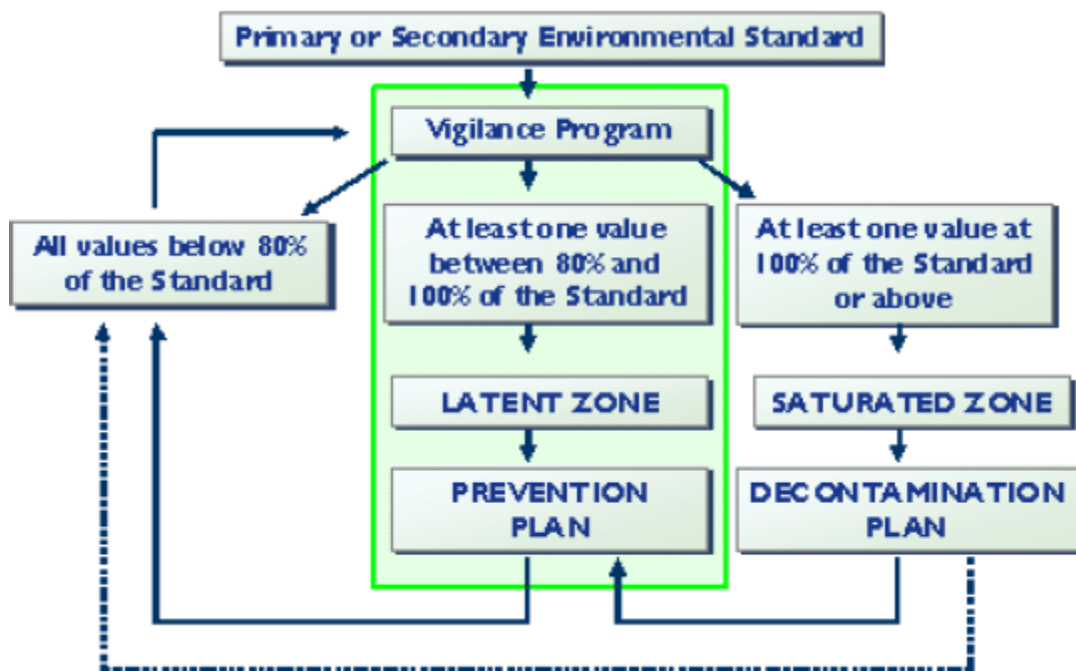 Primary or Secondary Environmental Standard
Vigilance Program
All values below 80%
of the Standard
At least one value
between 80% and
100% of the Standard
At least one value at
100% of the Standard
or above
LATENT ZONE
SATURATED ZONE
PREVENTION
PLAN
DECONTAMINATION
PLAN